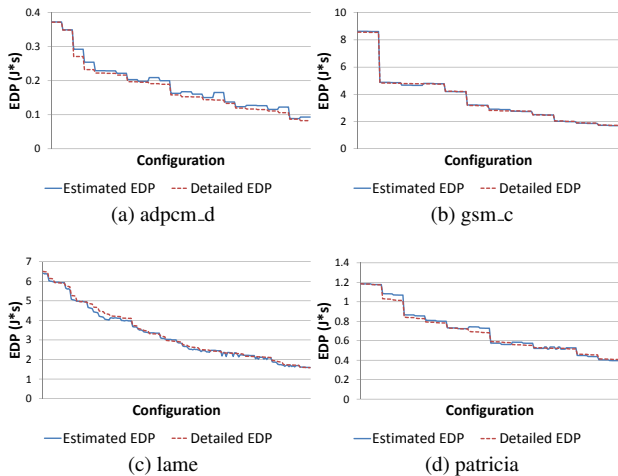 EDP (J*s)
0.4
0.3
0.2
0.1
0
Configuration
Estimated EDP
Detailed EDP
(a) adpcm_d
EDP (J*s)
10
8
6
4
2
0
Configuration
Estimated EDP
Detailed EDP
(b) gsm_c
EDP (J*s)
7
6
5
4
3
2
1
0
Configuration
Estimated EDP
Detailed EDP
(c) lame
EDP (J*s)
1.4
1.2
1
0.8
0.6
0.4
0.2
0
Configuration
Estimated EDP
Detailed EDP
(d) patricia